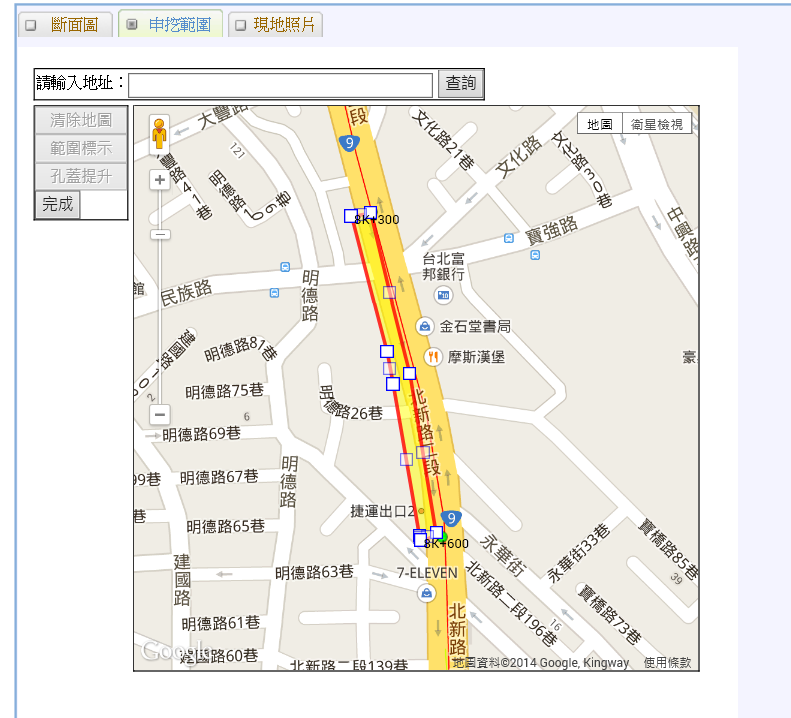 斷面圖
申挖範圍
現地照片
請輸入地址：
查詢
清除地圖
範圍標示
孔蓋提升
完成
地圖
衛星檢視
大豐路
段
9
文化路21巷
文化路
文化路30巷
121
明德路1
中興路
8K+300
寶強路
台北富
邦銀行
館
民族路
明德路
金石堂書局
摩斯漢堡
豪
明德路81巷
明德路75巷
2
6
明德路26巷
北新路二段
明德路69巷
99巷
明德路67巷
明德路
巷
捷運出口2
9
明德路65巷
8K+600
永華街
永華街33巷
寶橋路85巷
39
建國路
明德路63巷
7-ELEVEN
北新路二段196巷
寶橋路73巷
16
明德路61巷
北新路
Google
建國路60巷
北新路二段139巷
地圖資料©2014 Google, Kingway
使用條款